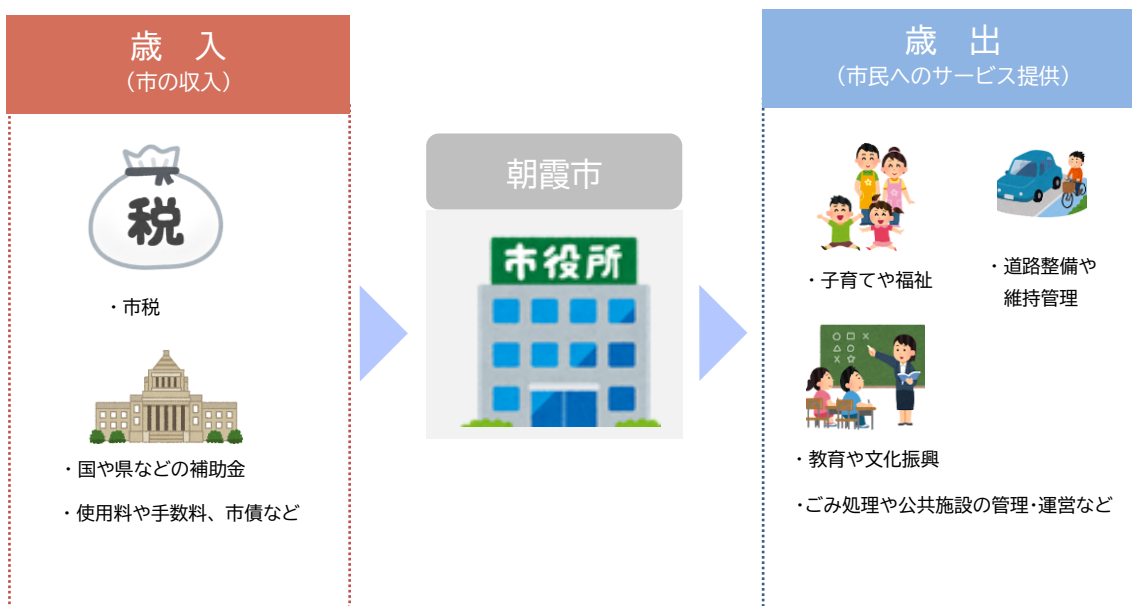 歳　入
（市の収入）
税
・市税
・国や県などの補助金
・使用料や手数料、市債など
朝霞市
市役所
歳　出
（市民へのサービス提供）
・子育てや福祉
・道路整備や
維持管理
・教育や文化振興
・ごみ処理や公共施設の管理・運営など